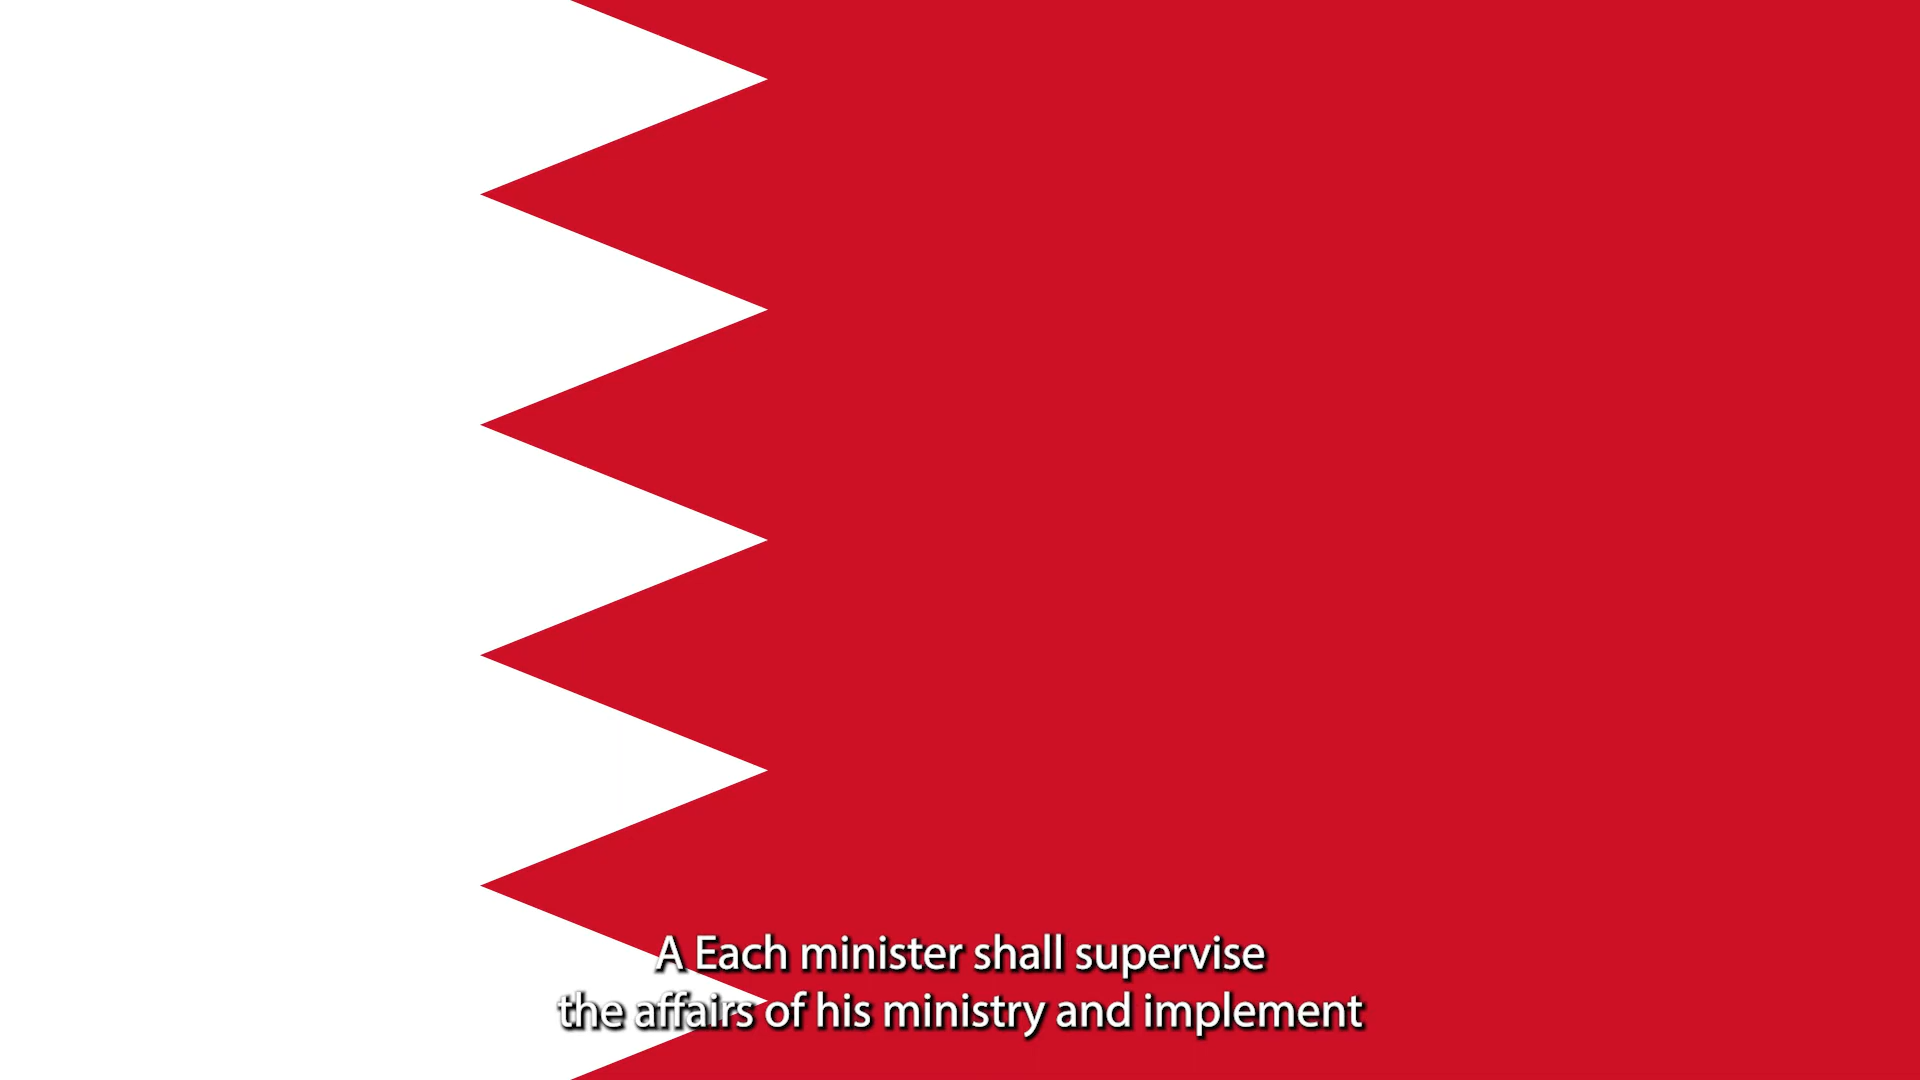 A Each minister shall supervise
the affairs of his ministry and implement